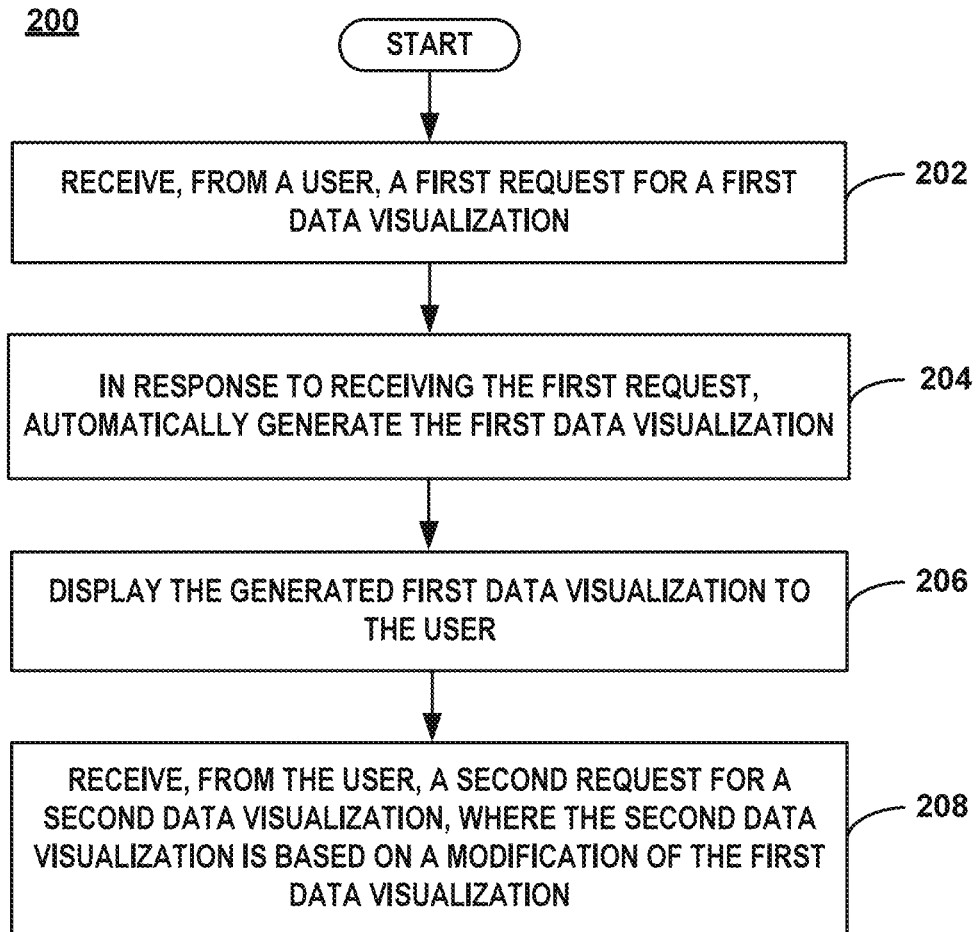 200
START
RECEIVE, FROM A USER, A FIRST REQUEST FOR A FIRST
DATA VISUALIZATION
202
IN RESPONSE TO RECEIVING THE FIRST REQUEST,
AUTOMATICALLY GENERATE THE FIRST DATA VISUALIZATION
204
DISPLAY THE GENERATED FIRST DATA VISUALIZATION TO
THE USER
206
RECEIVE, FROM THE USER, A SECOND REQUEST FOR A
SECOND DATA VISUALIZATION, WHERE THE SECOND DATA
VISUALIZATION IS BASED ON A MODIFICATION OF THE FIRST
DATA VISUALIZATION
208